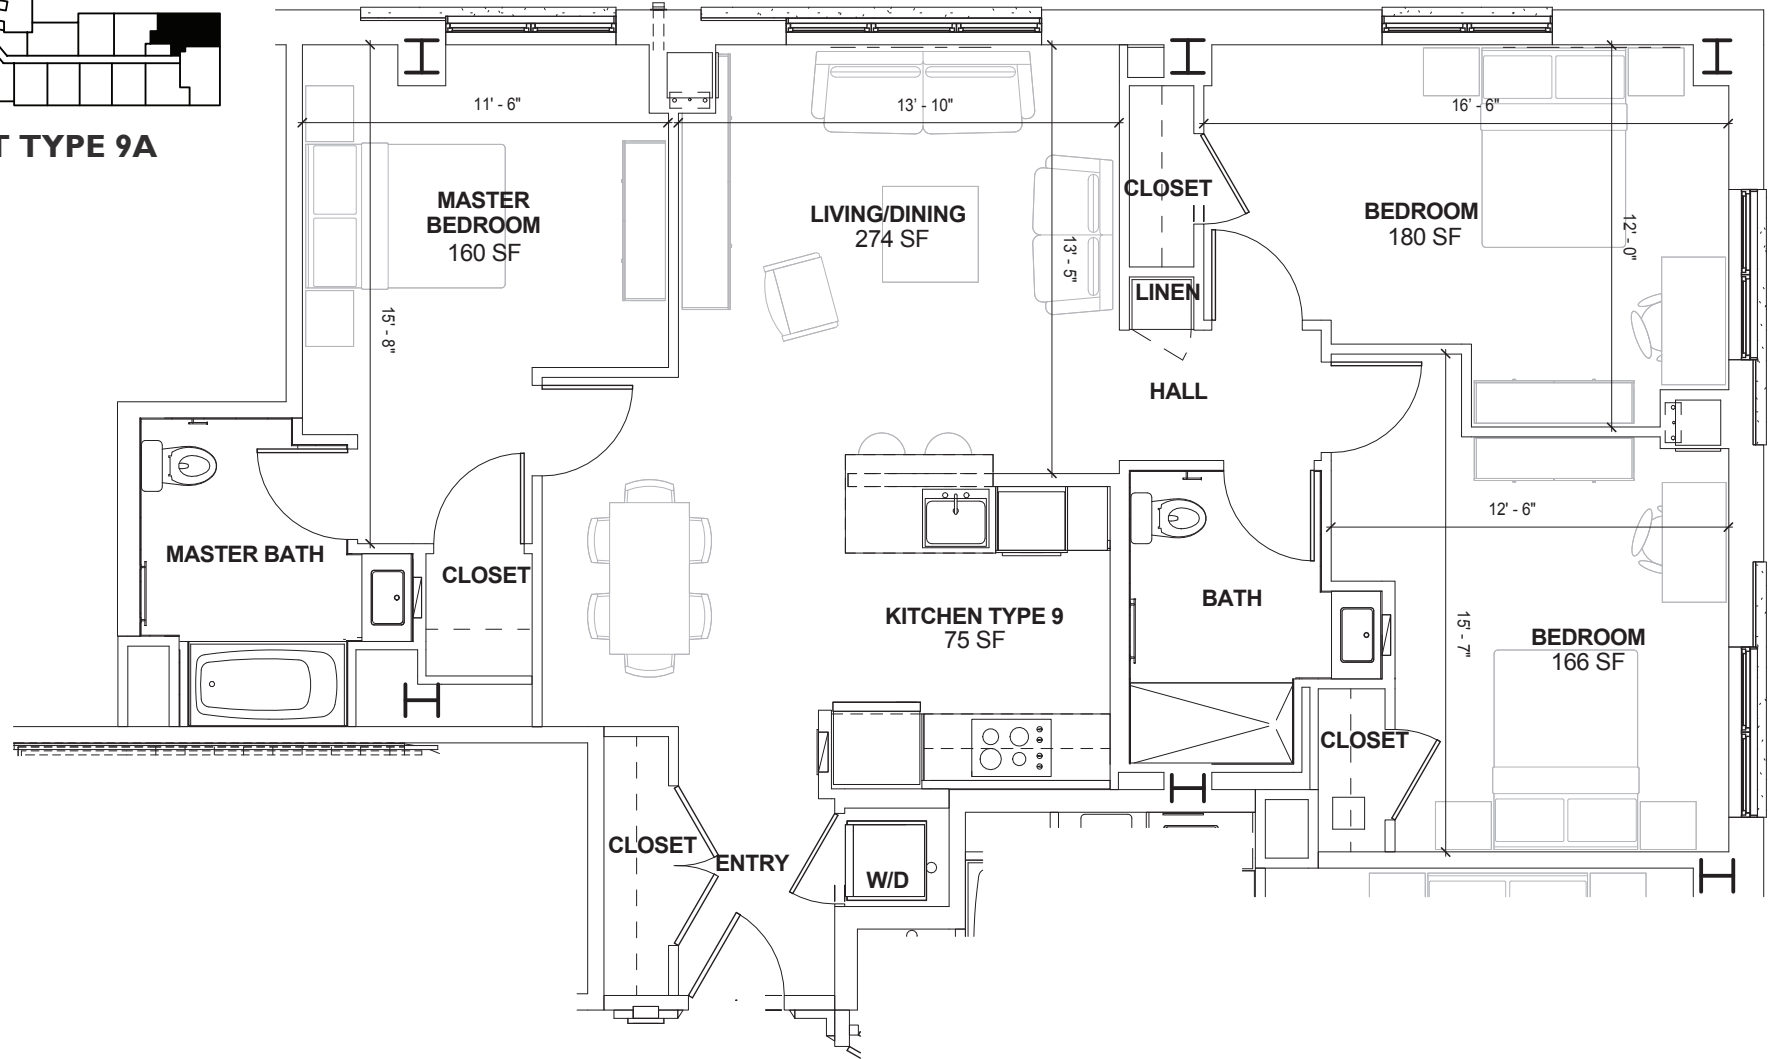 T TYPE 9A
11' - 6"
13' - 10"
16' - 6"
MASTER
BEDROOM
160 SF
LIVING/DINING
274 SF
CLOSET
BEDROOM
180 SF
12' - 0"
13' - 5"
LINEN
15' - 8"
HALL
12' - 6"
MASTER BATH
CLOSET
KITCHEN TYPE 9
75 SF
BATH
15' - 7"
BEDROOM
166 SF
CLOSET
CLOSET
ENTRY
W/D